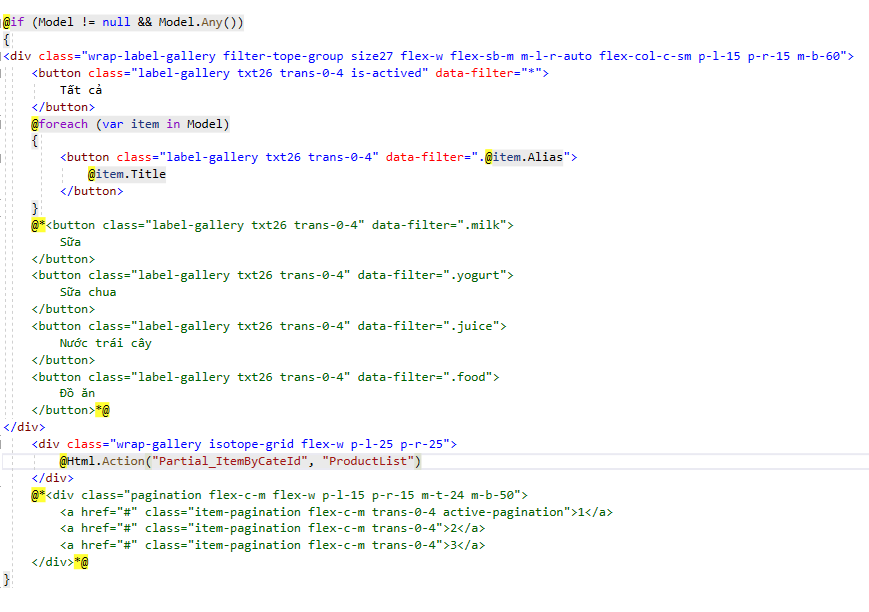 @if (Model != null && Model.Any())
{
<div class="wrap-label-gallery filter-tope-group size27 flex-w flex-sb-m m-l-r-auto flex-col-c-sm p-l-15 p-r-15 m-b-60">
<button class="label-gallery txt26 trans-0-4 is-actived" data-filter="*">
Tất cả
</button>
@foreach (var item in Model)
{
<button class="label-gallery txt26 trans-0-4" data-filter=".@item.Alias">
@item.Title
</button>
}
@*<button class="label-gallery txt26 trans-0-4" data-filter=".milk">
Sữa
</button>
<button class="label-gallery txt26 trans-0-4" data-filter=".yogurt">
Sữa chua
</button>
<button class="label-gallery txt26 trans-0-4" data-filter=".juice">
Nước trái cây
</button>
<button class="label-gallery txt26 trans-0-4" data-filter=".food">
Đồ ăn
</button>*@
</div>
<div class="wrap-gallery isotope-grid flex-w p-l-25 p-r-25">
@Html.Action("Partial_ItemByCateId", "ProductList")
</div>
@*<div class="pagination flex-c-m flex-w p-l-15 p-r-15 m-t-24 m-b-50">
<a href="#" class="item-pagination flex-c-m trans-0-4 active-pagination">1</a>
<a href="#" class="item-pagination flex-c-m trans-0-4">2</a>
<a href="#" class="item-pagination flex-c-m trans-0-4">3</a>
</div>*@
}